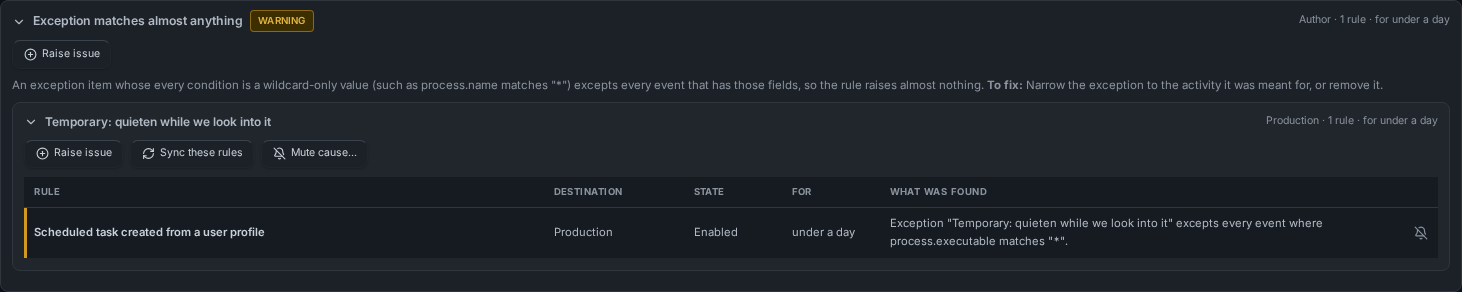 Exception matches almost anything WARNING Author · 1 rule · for under a day
Raise issue
An exception item whose every condition is a wildcard-only value (such as process.name matches "*") excepts every event that has those fields, so the rule raises almost nothing. To fix: Narrow the exception to the activity it was meant for, or remove it.
Temporary: quieten while we look into it Production · 1 rule · for under a day
Raise issue Sync these rules Mute cause...
RULE DESTINATION STATE FOR WHAT WAS FOUND
Scheduled task created from a user profile Production Enabled under a day Exception "Temporary: quieten while we look into it" excepts every event where
process.executable matches "*".